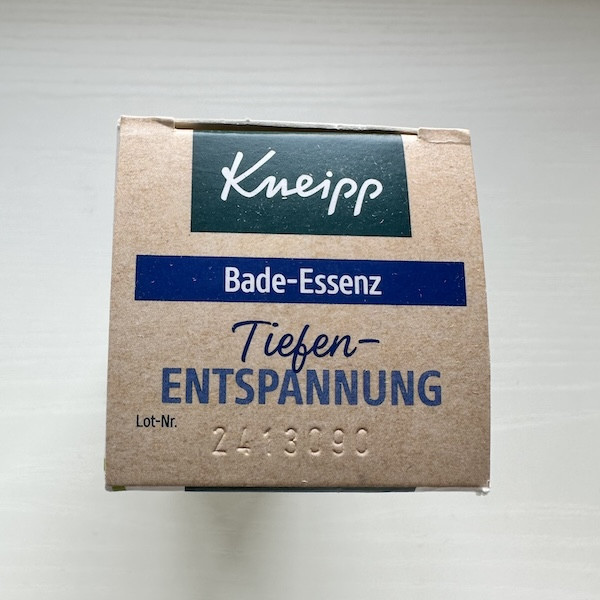 Kneipp
Bade-Essenz
Tiefen-
ENTSPANNUNG
Lot-Nr.
2413090